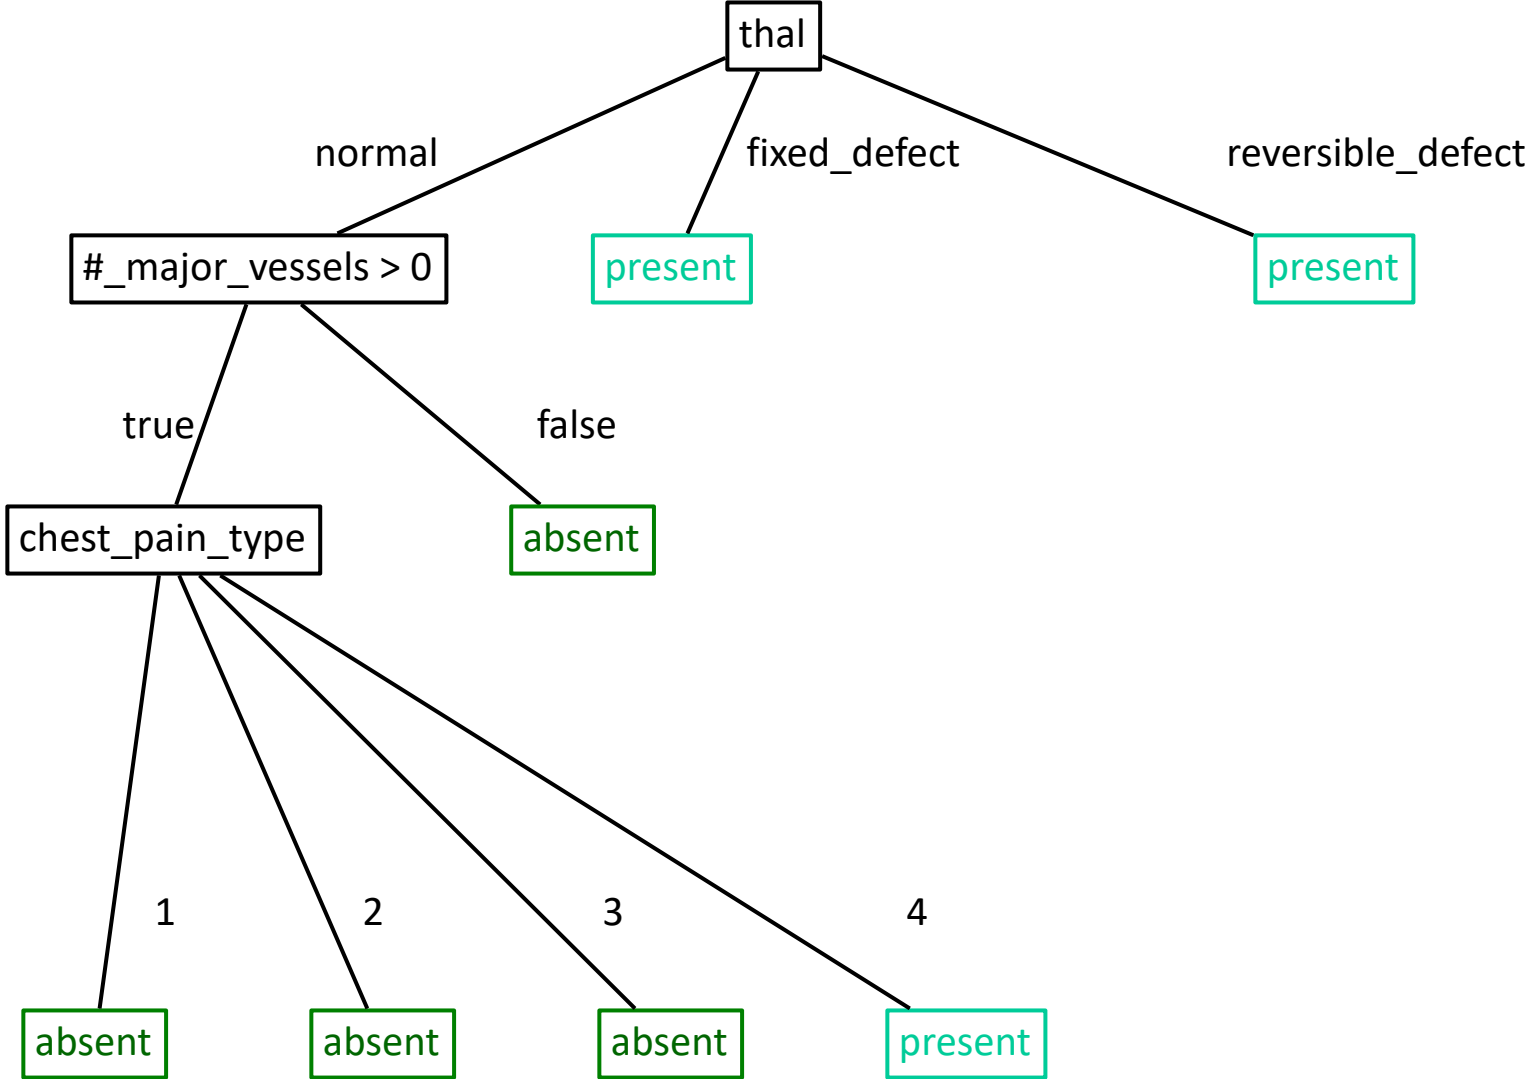 thal
normal
fixed_defect
reversible_defect
#_major_vessels > 0
present
present
true
false
chest_pain_type
absent
1
2
3
4
absent
absent
absent
present